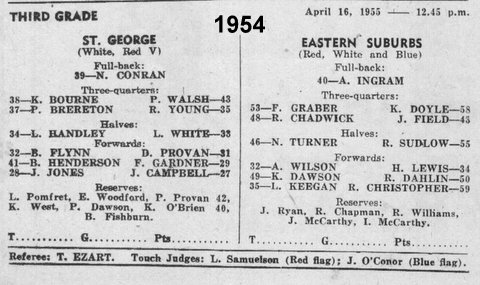 THIRD GRADE
1954
April 16, 1955 — 12.45 p.m.
ST. GEORGE
(White, Red V)
Full-back:
39—N. CONRAN
Three-quarters:
38—K. BOURNE P. WALSH—43
37—P. BRERETON R. YOUNG—35
Halves:
34—L. HANDLEY L. WHITE—33
Forwards:
32—B. FLYNN D. PROVAN—31
41—B. HENDERSON F. GARDNER—29
28—J. JONES J. CAMPBELL—27
Reserves:
L. Pomfret, E. Woodford, P. Provan 42,
K. West, P. Dawson, K. O'Brien 40,
B. Fishburn.
T........... G........... Pts...........
EASTERN SUBURBS
(Red, White and Blue)
Full-back:
40—A. INGRAM
Three-quarters:
53—F. GRABER K. DOYLE—58
48—R. CHADWICK J. FIELD—43
Halves:
46—N. TURNER R. SUDLOW—55
Forwards:
32—A. WILSON H. LEWIS—34
49—K. DAWSON R. DAHLIN—50
35—L. KEEGAN R. CHRISTOPHER—59
Reserves:
J. Ryan, R. Chapman, R. Williams,
J. McCarthy, I. McCarthy.
T........... G........... Pts...........
Referee: T. EZART. Touch Judges: L. Samuelson (Red flag); J. O'Conor (Blue flag).